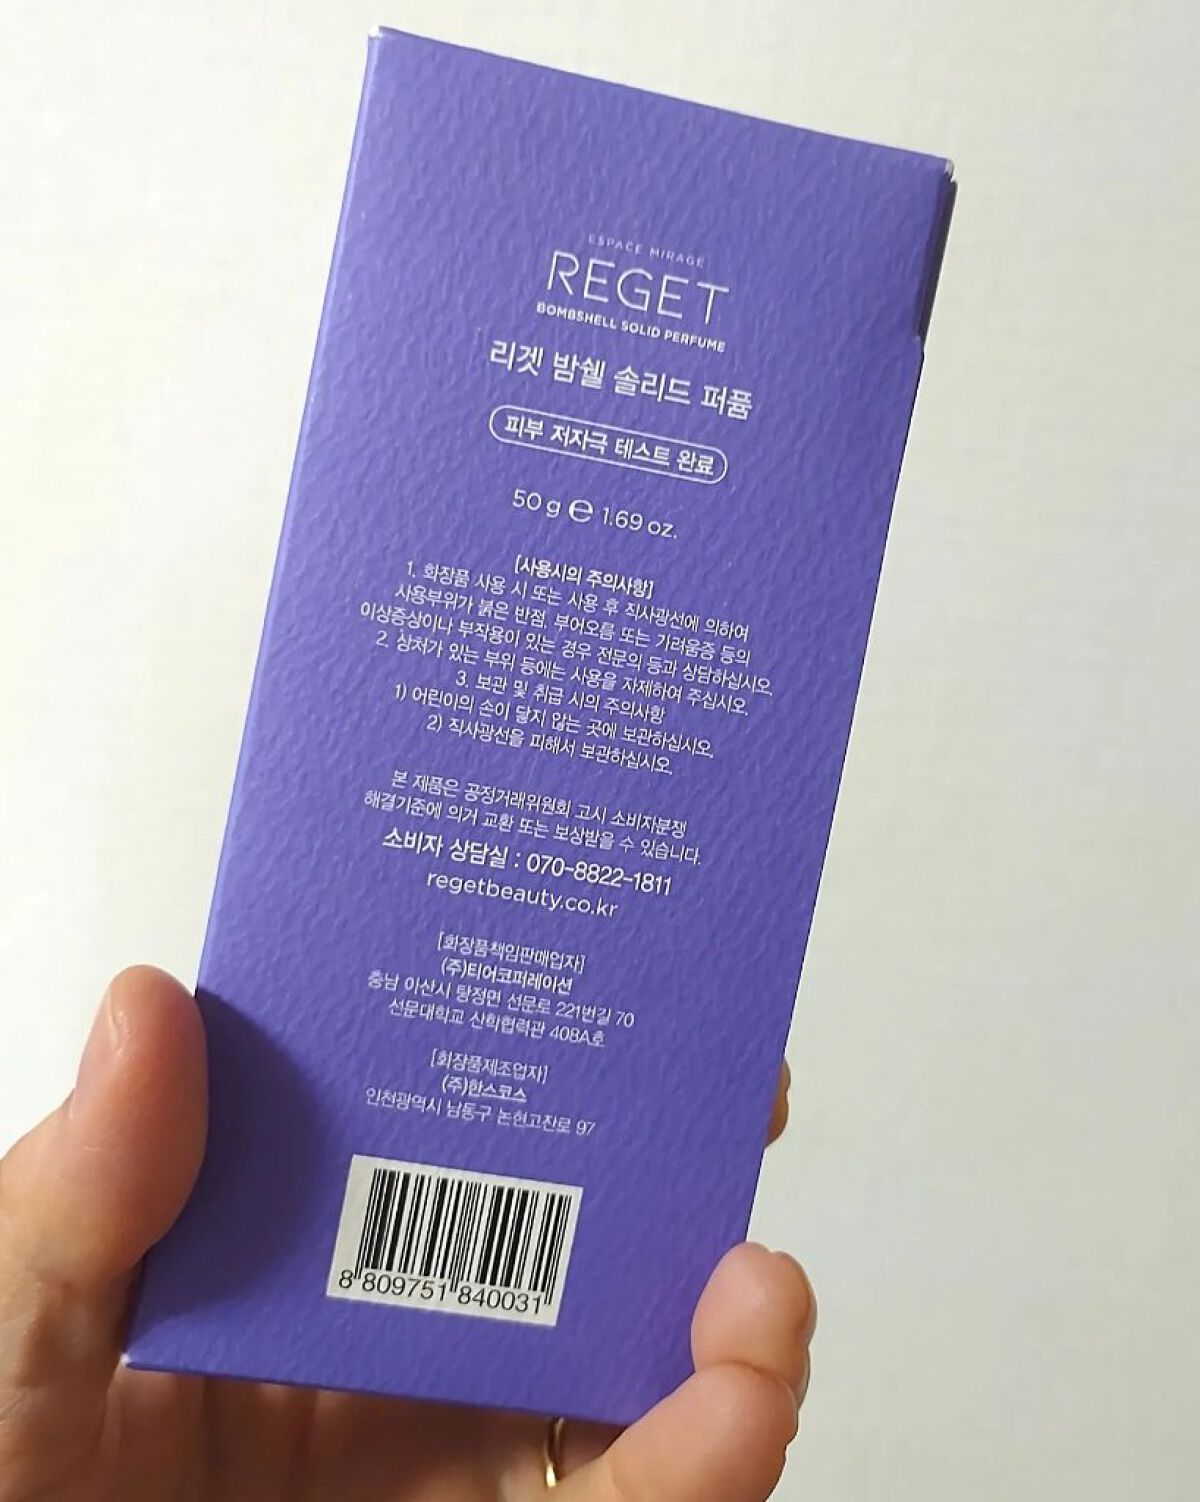 ESPACE MIRAGE
REGET
BOMBSHELL SOLID PERFUME
리겟 밤쉘 솔리드 퍼퓸
피부 저자극 테스트 완료
50 g ℮ 1.69 oz.
[사용시의 주의사항]
1. 화장품 사용 시 또는 사용 후 직사광선에 의하여
사용부위가 붉은 반점, 부어오름 또는 가려움증 등의
이상증상이나 부작용이 있는 경우 전문의 등과 상담하십시오.
2. 상처가 있는 부위 등에는 사용을 자제하여 주십시오.
3. 보관 및 취급 시의 주의사항
1) 어린이의 손이 닿지 않는 곳에 보관하십시오.
2) 직사광선을 피해서 보관하십시오.
본 제품은 공정거래위원회 고시 소비자분쟁
해결기준에 의거 교환 또는 보상받을 수 있습니다.
소비자 상담실 : 070-8822-1811
regetbeauty.co.kr
[화장품책임판매업자]
(주)티어코퍼레이션
충남 아산시 탕정면 선문로 221번길 70
선문대학교 산학협력관 408A호
[화장품제조업자]
(주)한스코스
인천광역시 남동구 논현고잔로 97
8 809751 840031